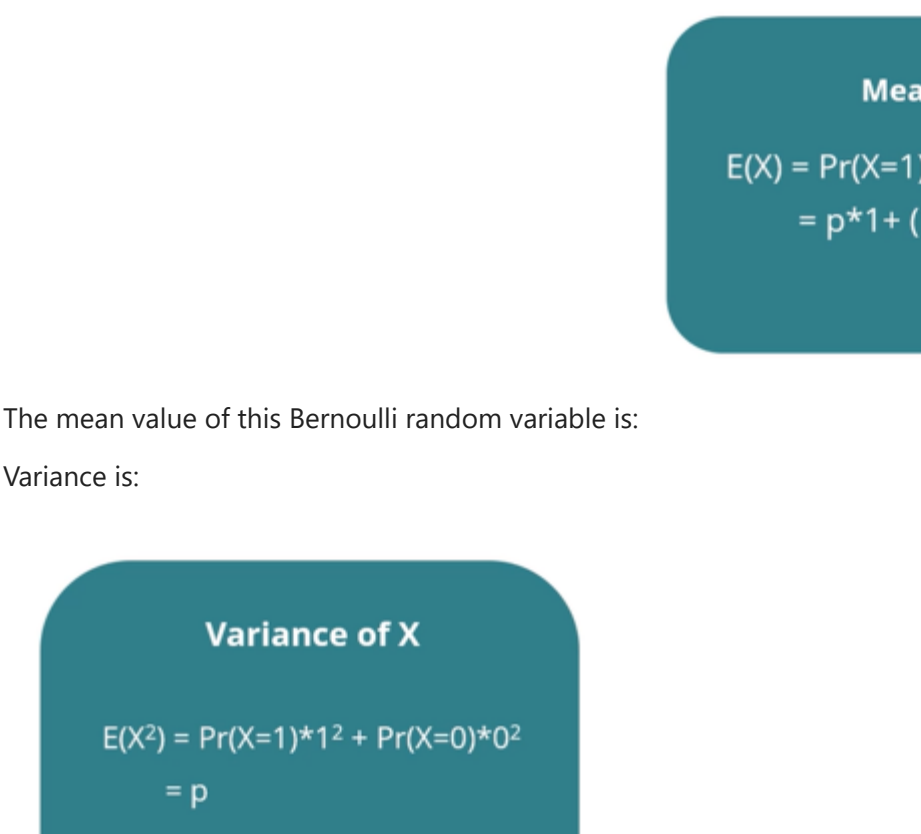 Mea
E(X) = Pr(X=1)
= p*1+ (
The mean value of this Bernoulli random variable is:
Variance is:
Variance of X
E(X²) = Pr(X=1)*1² + Pr(X=0)*0²
= p